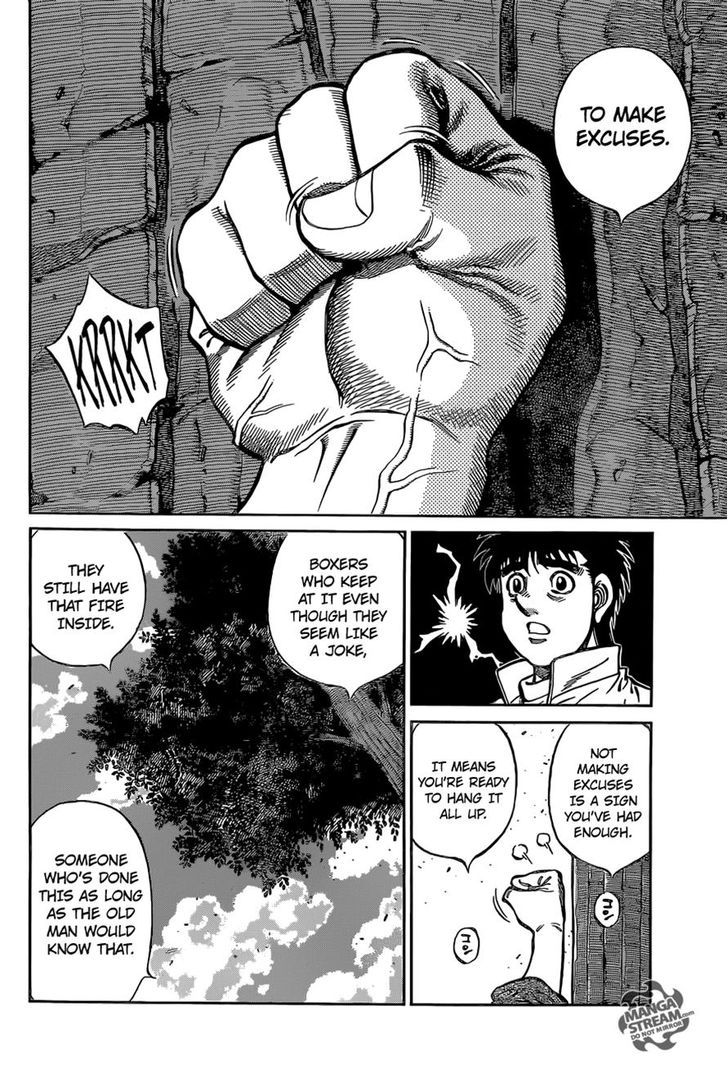 TO MAKE
EXCUSES.
KRRRKT
NOT
MAKING
EXCUSES
IS A SIGN
YOU'VE HAD
ENOUGH.
IT MEANS
YOU'RE READY
TO HANG IT
ALL UP.
BOXERS
WHO KEEP
AT IT EVEN
THOUGH THEY
SEEM LIKE
A JOKE,
THEY
STILL HAVE
THAT FIRE
INSIDE.
SOMEONE
WHO'S DONE
THIS AS LONG
AS THE OLD
MAN WOULD
KNOW THAT.
MANGA
STREAM.com
DO NOT MIRROR